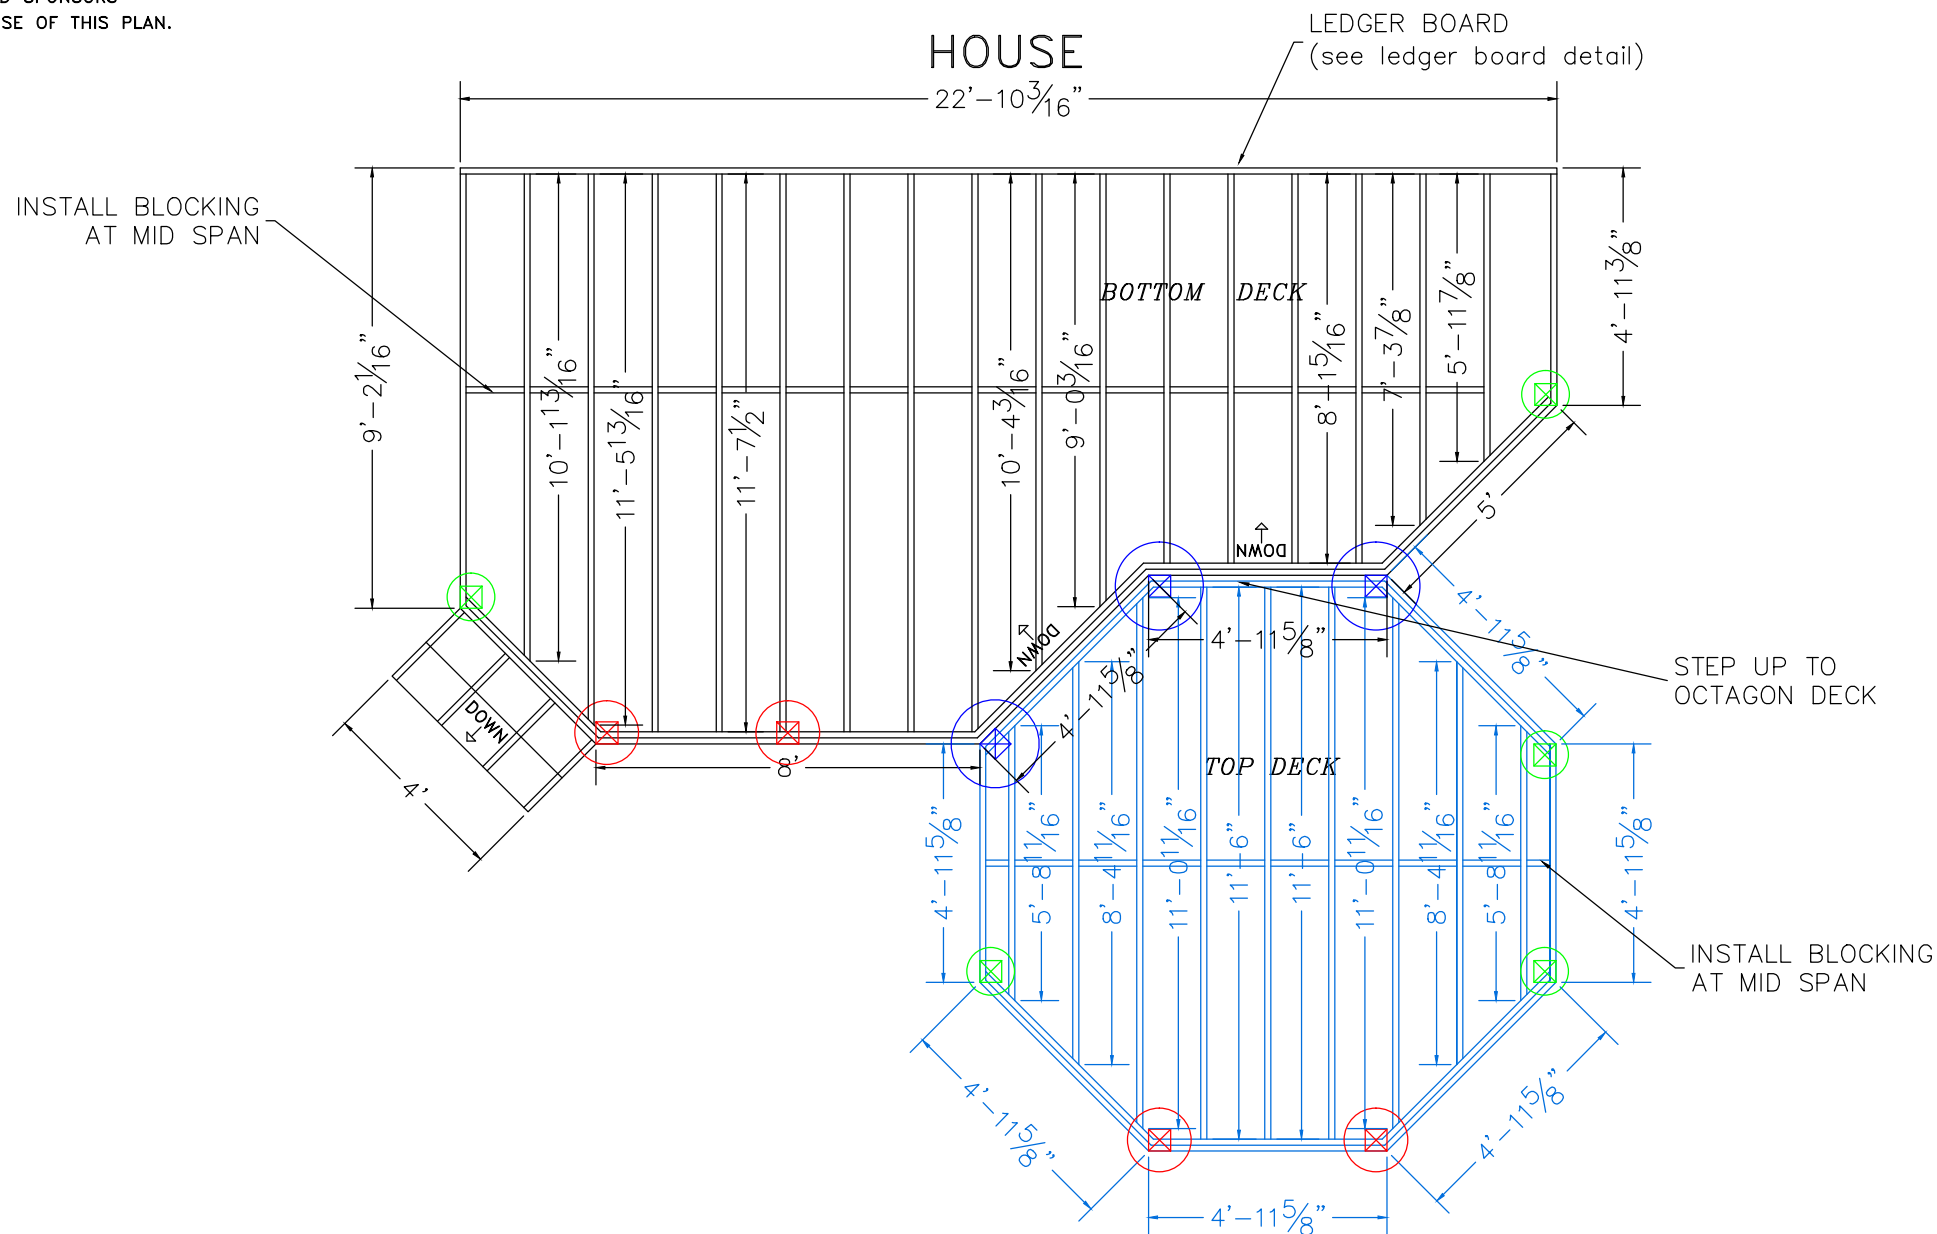 SE OF THIS PLAN.
HOUSE
22'-10 3/16"
LEDGER BOARD
(see ledger board detail)
INSTALL BLOCKING
AT MID SPAN
9'-2 1/16"
10'-1 13/16"
11'-5 13/16"
11'-7 1/2"
10'-4 3/16"
9'-0 3/16"
BOTTOM DECK
8'-1 5/16"
7'-3 7/8"
5'-11 7/8"
4'-11 3/8"
5'
DOWN
DOWN
DOWN
4'
8'
4'-11 5/8"
4'-11 5/8"
4'-11 5/8"
STEP UP TO
OCTAGON DECK
TOP DECK
4'-11 5/8"
5'-8 11/16"
8'-4 11/16"
11'-0 11/16"
11'-6"
11'-6"
11'-0 11/16"
8'-4 11/16"
5'-8 11/16"
4'-11 5/8"
INSTALL BLOCKING
AT MID SPAN
4'-11 5/8"
4'-11 5/8"
4'-11 5/8"